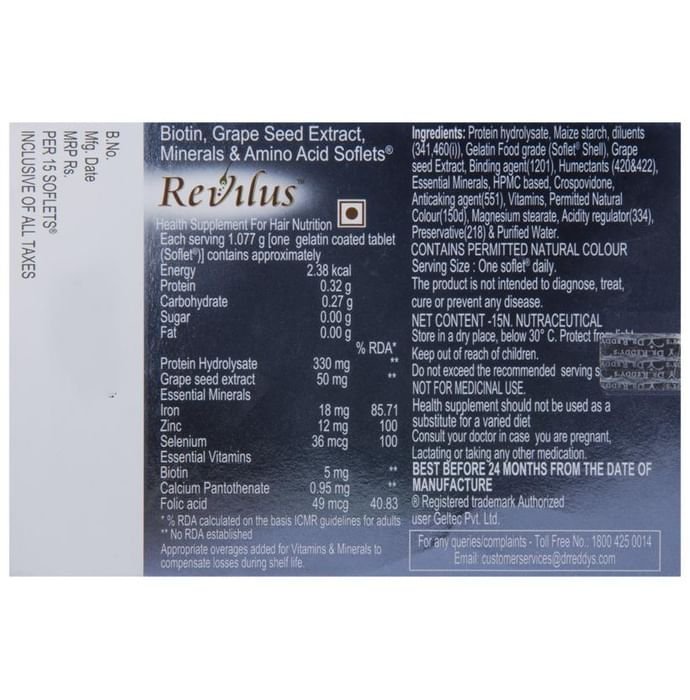 B.No.
Mfg. Date
MRP Rs.
PER 15 SOFLETS®
INCLUSIVE OF ALL TAXES
Biotin, Grape Seed Extract,
Minerals & Amino Acid Soflets®
Revilus™
Health Supplement For Hair Nutrition
Each serving 1.077 g [one gelatin coated tablet
(Soflet®)] contains approximately
Energy 2.38 kcal
Protein 0.32 g
Carbohydrate 0.27 g
Sugar 0.00 g
Fat 0.00 g
% RDA*
Protein Hydrolysate 330 mg **
Grape seed extract 50 mg **
Essential Minerals
Iron 18 mg 85.71
Zinc 12 mg 100
Selenium 36 mcg 100
Essential Vitamins
Biotin 5 mg **
Calcium Pantothenate 0.95 mg **
Folic acid 49 mcg 40.83
* % RDA calculated on the basis ICMR guidelines for adults
** No RDA established
Appropriate overages added for Vitamins & Minerals to
compensate losses during shelf life.
Ingredients: Protein hydrolysate, Maize starch, diluents
(341,460(i)), Gelatin Food grade (Soflet® Shell), Grape
seed Extract, Binding agent(1201), Humectants (420&422),
Essential Minerals, HPMC based, Crospovidone,
Anticaking agent(551), Vitamins, Permitted Natural
Colour(150d), Magnesium stearate, Acidity regulator(334),
Preservative(218) & Purified Water.
CONTAINS PERMITTED NATURAL COLOUR
Serving Size : One soflet® daily.
The product is not intended to diagnose, treat,
cure or prevent any disease.
NET CONTENT -15N. NUTRACEUTICAL
Store in a dry place, below 30° C. Protect from
Keep out of reach of children.
Do not exceed the recommended serving
NOT FOR MEDICINAL USE.
Health supplement should not be used as a
substitute for a varied diet
Consult your doctor in case you are pregnant,
Lactating or taking any other medication.
BEST BEFORE 24 MONTHS FROM THE DATE OF
MANUFACTURE
® Registered trademark Authorized
user Geltec Pvt. Ltd.
For any queries/complaints - Toll Free No.: 1800 425 0014
Email: customerservices@drreddys.com
DR.REDDY'S